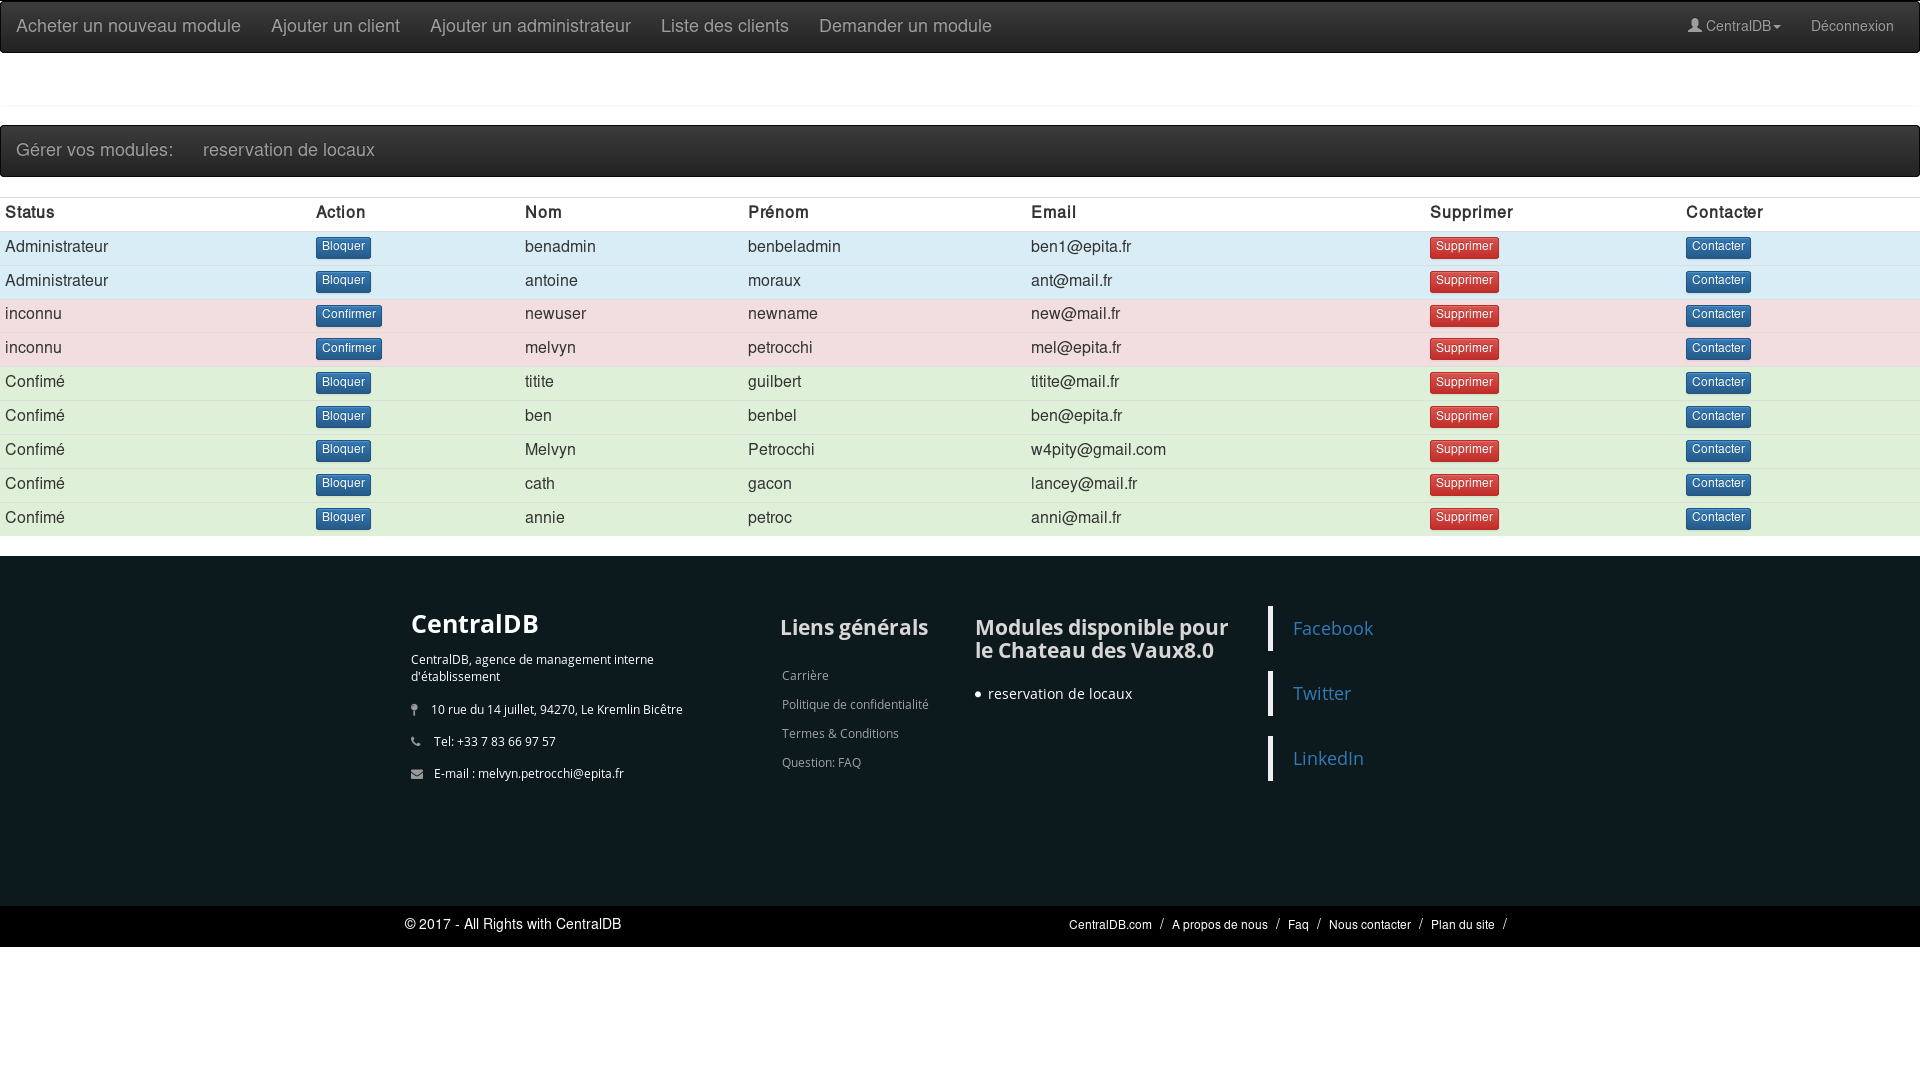 Acheter un nouveau module Ajouter un client Ajouter un administrateur Liste des clients Demander un module CentralDB Déconnexion
Gérer vos modules: reservation de locaux
Status Action Nom Prénom Email Supprimer Contacter
Administrateur Bloquer benadmin benbeladmin ben1@epita.fr Supprimer Contacter
Administrateur Bloquer antoine moraux ant@mail.fr Supprimer Contacter
inconnu Confirmer newuser newname new@mail.fr Supprimer Contacter
inconnu Confirmer melvyn petrocchi mel@epita.fr Supprimer Contacter
Confimé Bloquer titite guilbert titite@mail.fr Supprimer Contacter
Confimé Bloquer ben benbel ben@epita.fr Supprimer Contacter
Confimé Bloquer Melvyn Petrocchi w4pity@gmail.com Supprimer Contacter
Confimé Bloquer cath gacon lancey@mail.fr Supprimer Contacter
Confimé Bloquer annie petroc anni@mail.fr Supprimer Contacter
CentralDB
CentralDB, agence de management interne
d'établissement
10 rue du 14 juillet, 94270, Le Kremlin Bicêtre
Tel: +33 7 83 66 97 57
E-mail : melvyn.petrocchi@epita.fr
Liens générals
Carrière
Politique de confidentialité
Termes & Conditions
Question: FAQ
Modules disponible pour
le Chateau des Vaux8.0
reservation de locaux
Facebook
Twitter
LinkedIn
© 2017 - All Rights with CentralDB
CentralDB.com / A propos de nous / Faq / Nous contacter / Plan du site /